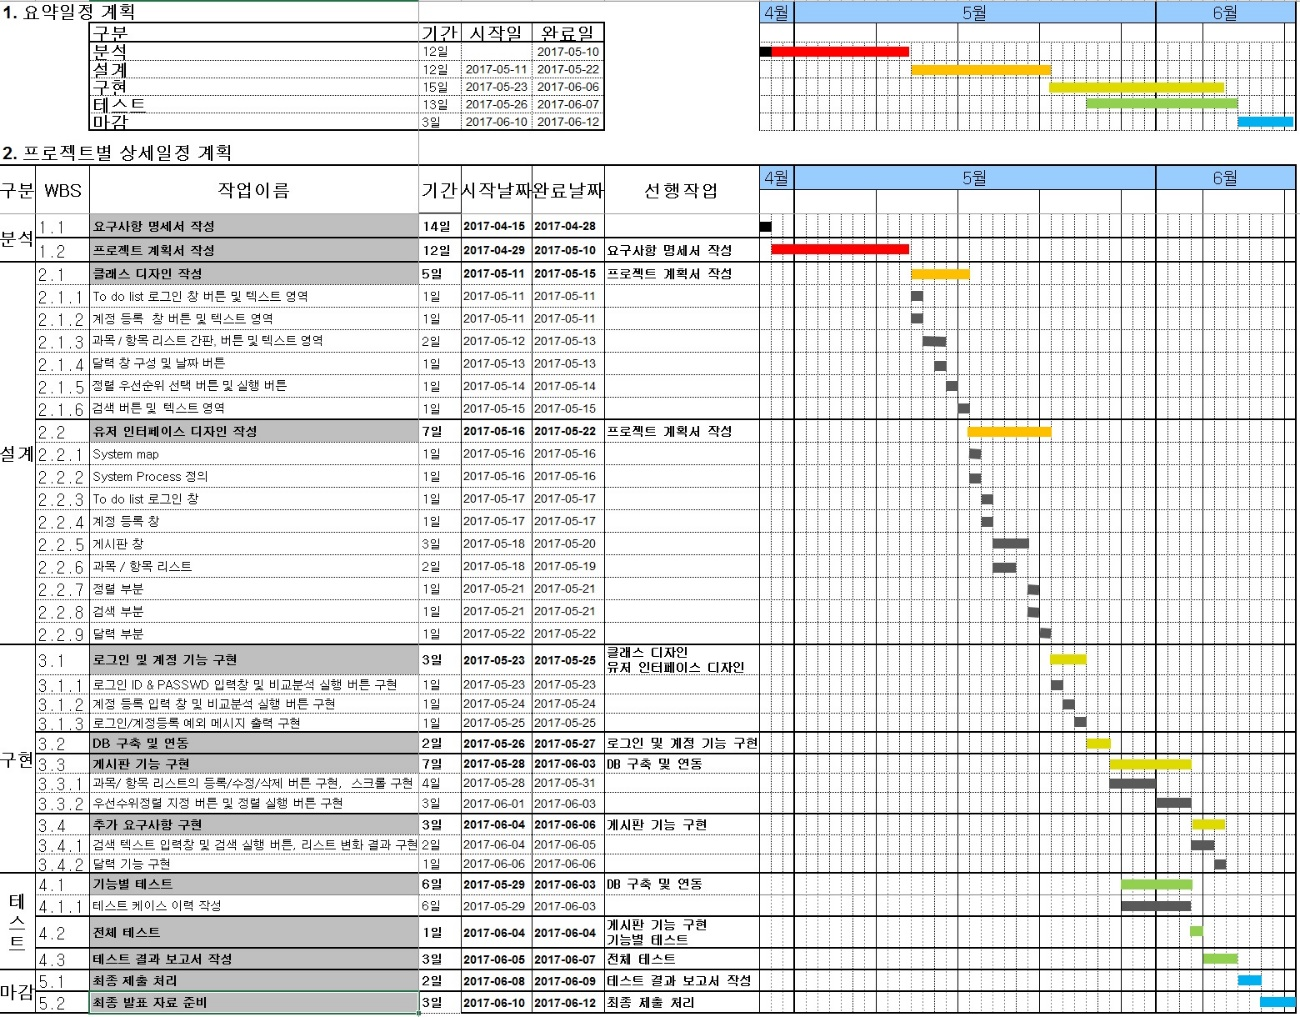 1. 요약일정 계획
4월 5월 6월
구분 기간 시작일 완료일
분석 12일 2017-05-10
설계 12일 2017-05-11 2017-05-22
구현 15일 2017-05-23 2017-06-06
테스트 13일 2017-05-26 2017-06-07
마감 3일 2017-06-10 2017-06-12
2. 프로젝트별 상세일정 계획
구분 WBS 작업이름 기간 시작날짜 완료날짜 선행작업 4월 5월 6월
분석
1.1 요구사항 명세서 작성 14일 2017-04-15 2017-04-28
1.2 프로젝트 계획서 작성 12일 2017-04-29 2017-05-10 요구사항 명세서 작성
설계
2.1 클래스 디자인 작성 5일 2017-05-11 2017-05-15 프로젝트 계획서 작성
2.1.1 To do list 로그인 창 버튼 및 텍스트 영역 1일 2017-05-11 2017-05-11
2.1.2 계정 등록 창 버튼 및 텍스트 영역 1일 2017-05-11 2017-05-11
2.1.3 과목 / 항목 리스트 간판, 버튼 및 텍스트 영역 2일 2017-05-12 2017-05-13
2.1.4 달력 창 구성 및 날짜 버튼 1일 2017-05-13 2017-05-13
2.1.5 정렬 우선순위 선택 버튼 및 실행 버튼 1일 2017-05-14 2017-05-14
2.1.6 검색 버튼 및 텍스트 영역 1일 2017-05-15 2017-05-15
2.2 유저 인터페이스 디자인 작성 7일 2017-05-16 2017-05-22 프로젝트 계획서 작성
2.2.1 System map 1일 2017-05-16 2017-05-16
2.2.2 System Process 정의 1일 2017-05-16 2017-05-16
2.2.3 To do list 로그인 창 1일 2017-05-17 2017-05-17
2.2.4 계정 등록 창 1일 2017-05-17 2017-05-17
2.2.5 게시판 창 3일 2017-05-18 2017-05-20
2.2.6 과목 / 항목 리스트 2일 2017-05-18 2017-05-19
2.2.7 정렬 부분 1일 2017-05-21 2017-05-21
2.2.8 검색 부분 1일 2017-05-21 2017-05-21
2.2.9 달력 부분 1일 2017-05-22 2017-05-22
구현
3.1 로그인 및 계정 기능 구현 3일 2017-05-23 2017-05-25 클래스 디자인
유저 인터페이스 디자인
3.1.1 로그인 ID & PASSWD 입력창 및 비교분석 실행 버튼 구현 1일 2017-05-23 2017-05-23
3.1.2 계정 등록 입력 창 및 비교분석 실행 버튼 구현 1일 2017-05-24 2017-05-24
3.1.3 로그인/계정등록 예외 메시지 출력 구현 1일 2017-05-25 2017-05-25
3.2 DB 구축 및 연동 2일 2017-05-26 2017-05-27 로그인 및 계정 기능 구현
3.3 게시판 기능 구현 7일 2017-05-28 2017-06-03 DB 구축 및 연동
3.3.1 과목/ 항목 리스트의 등록/수정/삭제 버튼 구현, 스크롤 구현 4일 2017-05-28 2017-05-31
3.3.2 우선수위정렬 지정 버튼 및 정렬 실행 버튼 구현 3일 2017-06-01 2017-06-03
3.4 추가 요구사항 구현 3일 2017-06-04 2017-06-06 게시판 기능 구현
3.4.1 검색 텍스트 입력창 및 검색 실행 버튼, 리스트 변화 결과 구현 2일 2017-06-04 2017-06-05
3.4.2 달력 기능 구현 1일 2017-06-06 2017-06-06
테스트
4.1 기능별 테스트 6일 2017-05-29 2017-06-03 DB 구축 및 연동
4.1.1 테스트 케이스 이력 작성 6일 2017-05-29 2017-06-03
4.2 전체 테스트 1일 2017-06-04 2017-06-04 게시판 기능 구현
기능별 테스트
4.3 테스트 결과 보고서 작성 3일 2017-06-05 2017-06-07 전체 테스트
마감
5.1 최종 제출 처리 2일 2017-06-08 2017-06-09 테스트 결과 보고서 작성
5.2 최종 발표 자료 준비 3일 2017-06-10 2017-06-12 최종 제출 처리